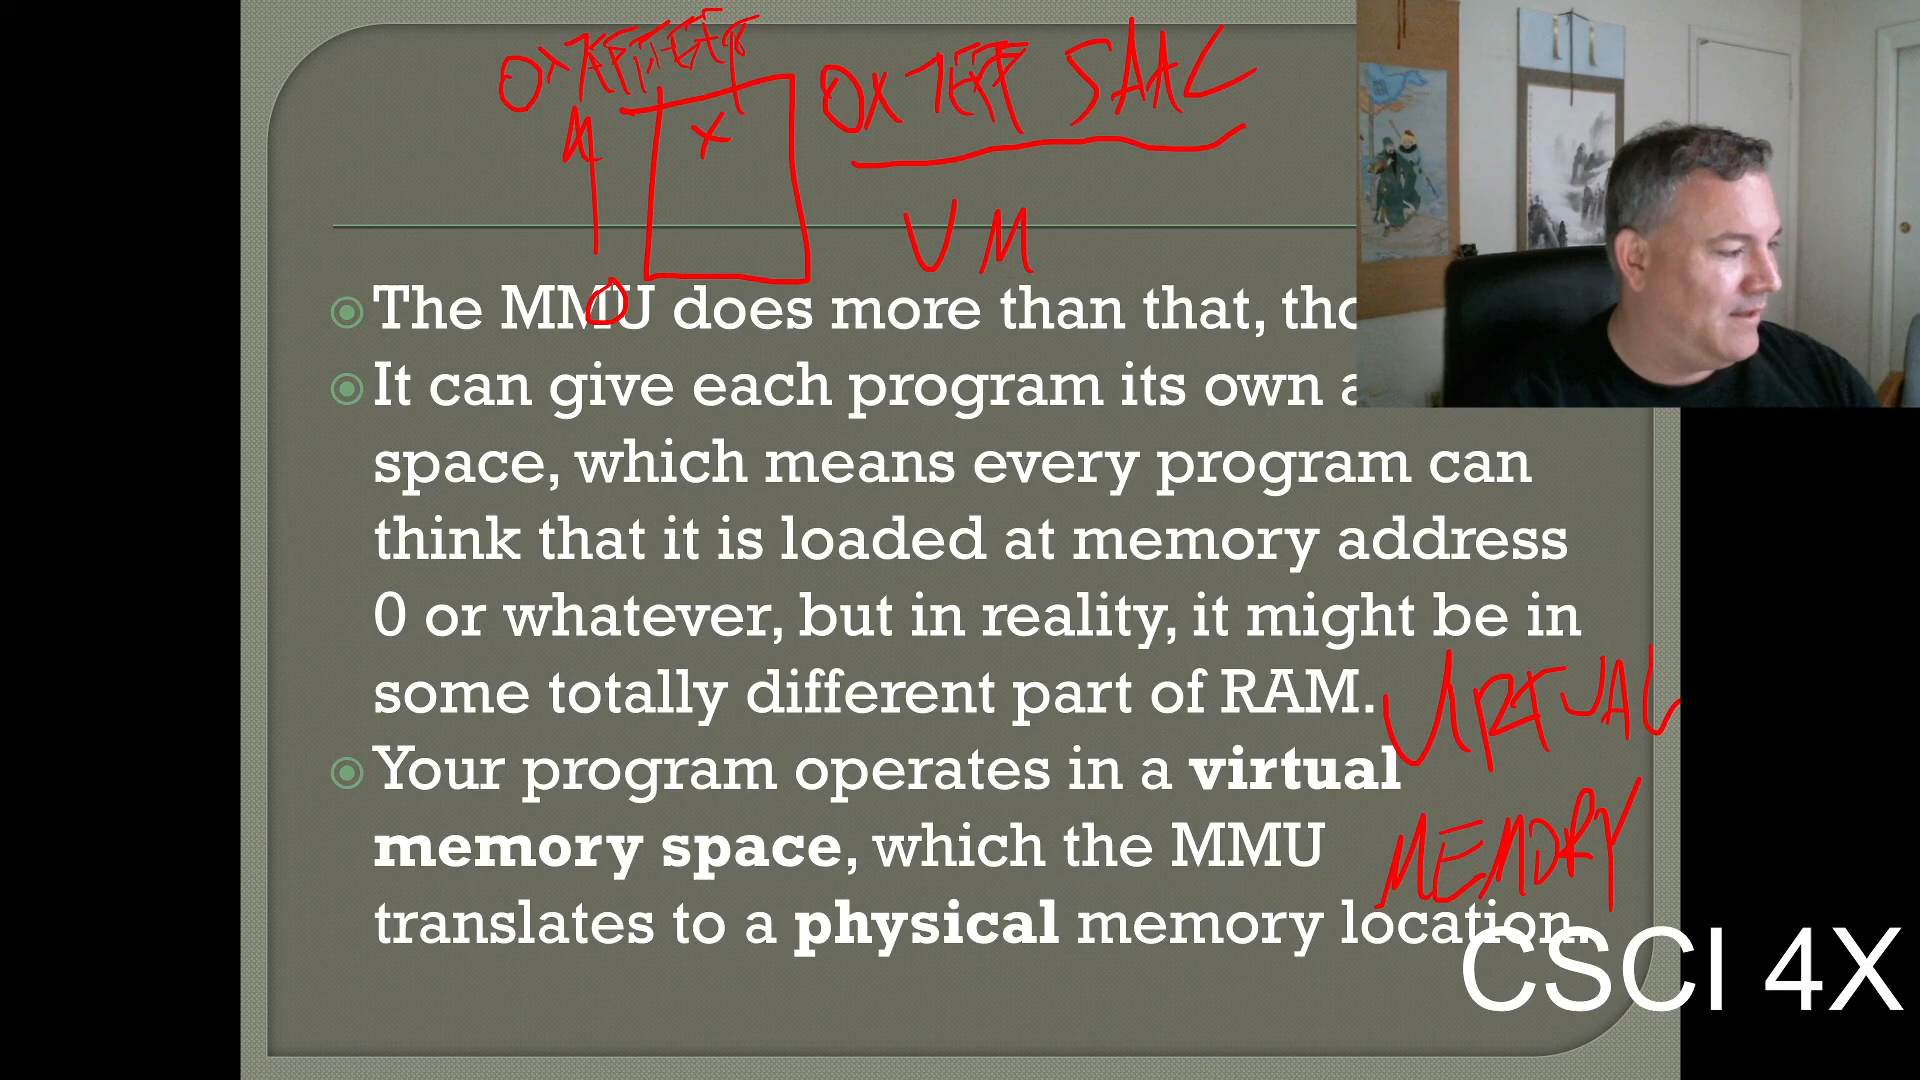 0x7FF SAAC
X
VM
The MMU does more than that,
It can give each program its own
space, which means every program can
think that it is loaded at memory address
0 or whatever, but in reality, it might be in
some totally different part of RAM.
VIRTUAL
Your program operates in a virtual
memory space, which the MMU
MEMORY
translates to a physical memory location.
CSCI 4X